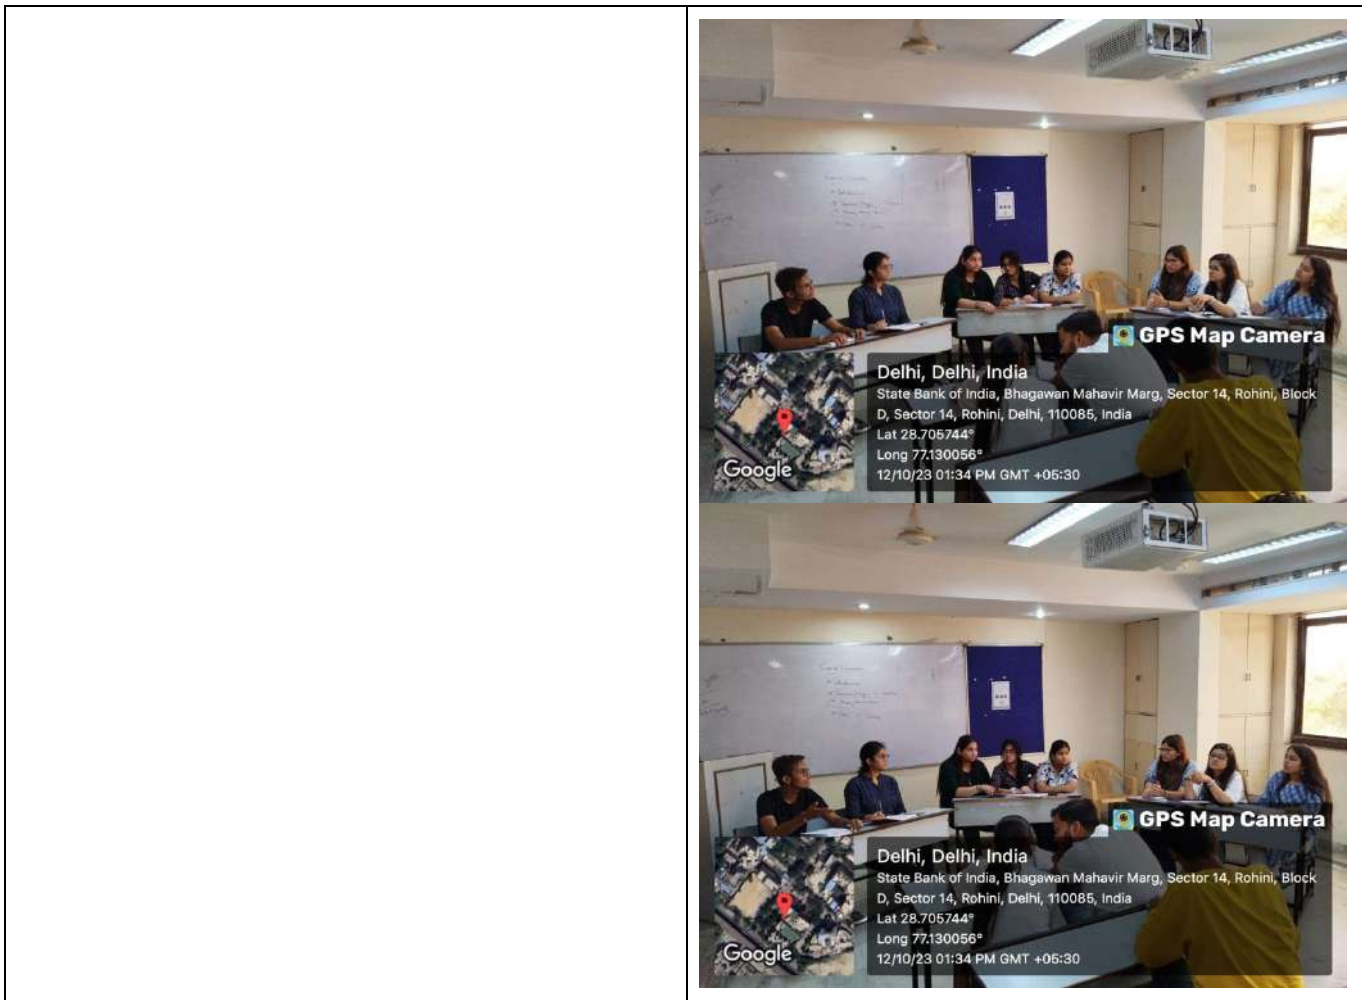 GPS Map Camera
Delhi, Delhi, India
State Bank of India, Bhagawan Mahavir Marg, Sector 14, Rohini, Block
D, Sector 14, Rohini, Delhi, 110085, India
Lat 28.705744°
Long 77.130056°
12/10/23 01:34 PM GMT +05:30
Google
GPS Map Camera
Delhi, Delhi, India
State Bank of India, Bhagawan Mahavir Marg, Sector 14, Rohini, Block
D, Sector 14, Rohini, Delhi, 110085, India
Lat 28.705744°
Long 77.130056°
12/10/23 01:34 PM GMT +05:30
Google